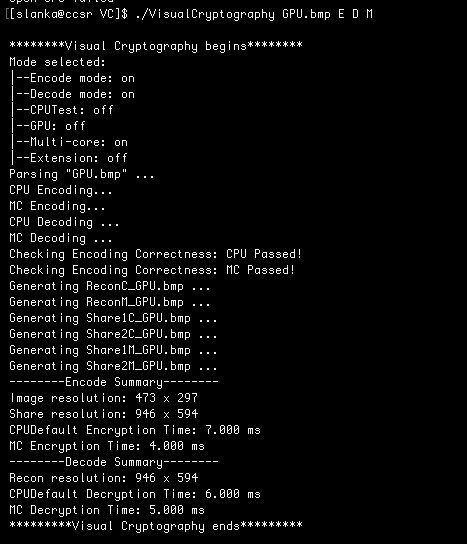 [[slanka@ccsr VC]$ ./VisualCryptography GPU.bmp E D M
********Visual Cryptography begins********
Mode selected:
|--Encode mode: on
|--Decode mode: on
|--CPUTest: off
|--GPU: off
|--Multi-core: on
|--Extension: off
Parsing "GPU.bmp" ...
CPU Encoding...
MC Encoding...
CPU Decoding ...
MC Decoding ...
Checking Encoding Correctness: CPU Passed!
Checking Encoding Correctness: MC Passed!
Generating ReconC_GPU.bmp ...
Generating ReconM_GPU.bmp ...
Generating Share1C_GPU.bmp ...
Generating Share2C_GPU.bmp ...
Generating Share1M_GPU.bmp ...
Generating Share2M_GPU.bmp ...
--------Encode Summary--------
Image resolution: 473 x 297
Share resolution: 946 x 594
CPUDefault Encryption Time: 7.000 ms
MC Encryption Time: 4.000 ms
--------Decode Summary--------
Recon resolution: 946 x 594
CPUDefault Decryption Time: 6.000 ms
MC Decryption Time: 5.000 ms
*********Visual Cryptography ends*********